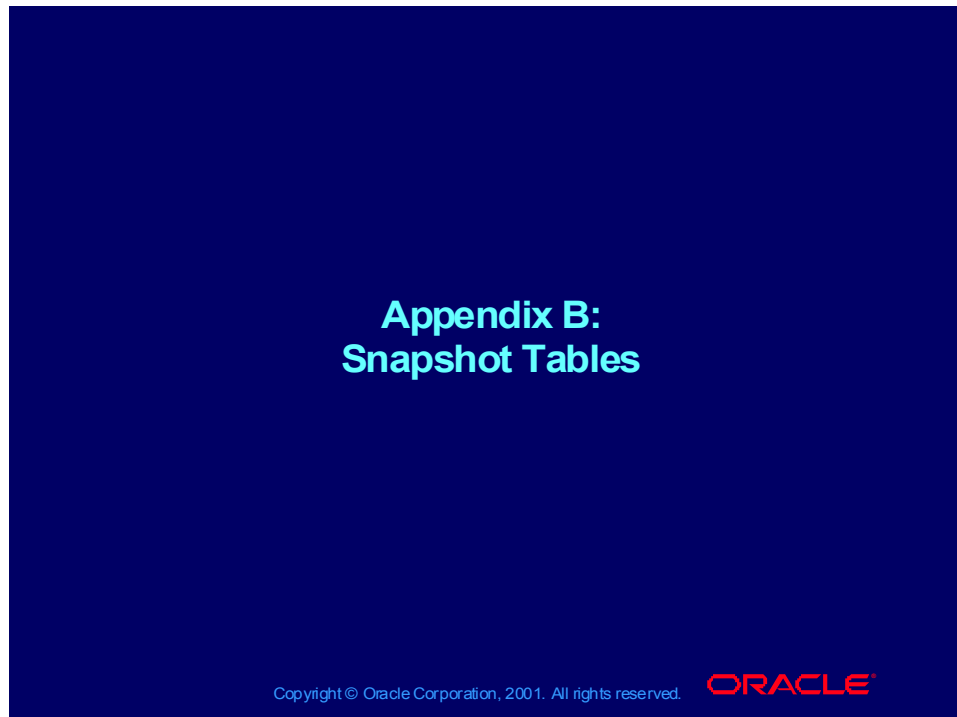 Appendix B:
Snapshot Tables
Copyright © Oracle Corporation, 2001. All rights reserved.
ORACLE®